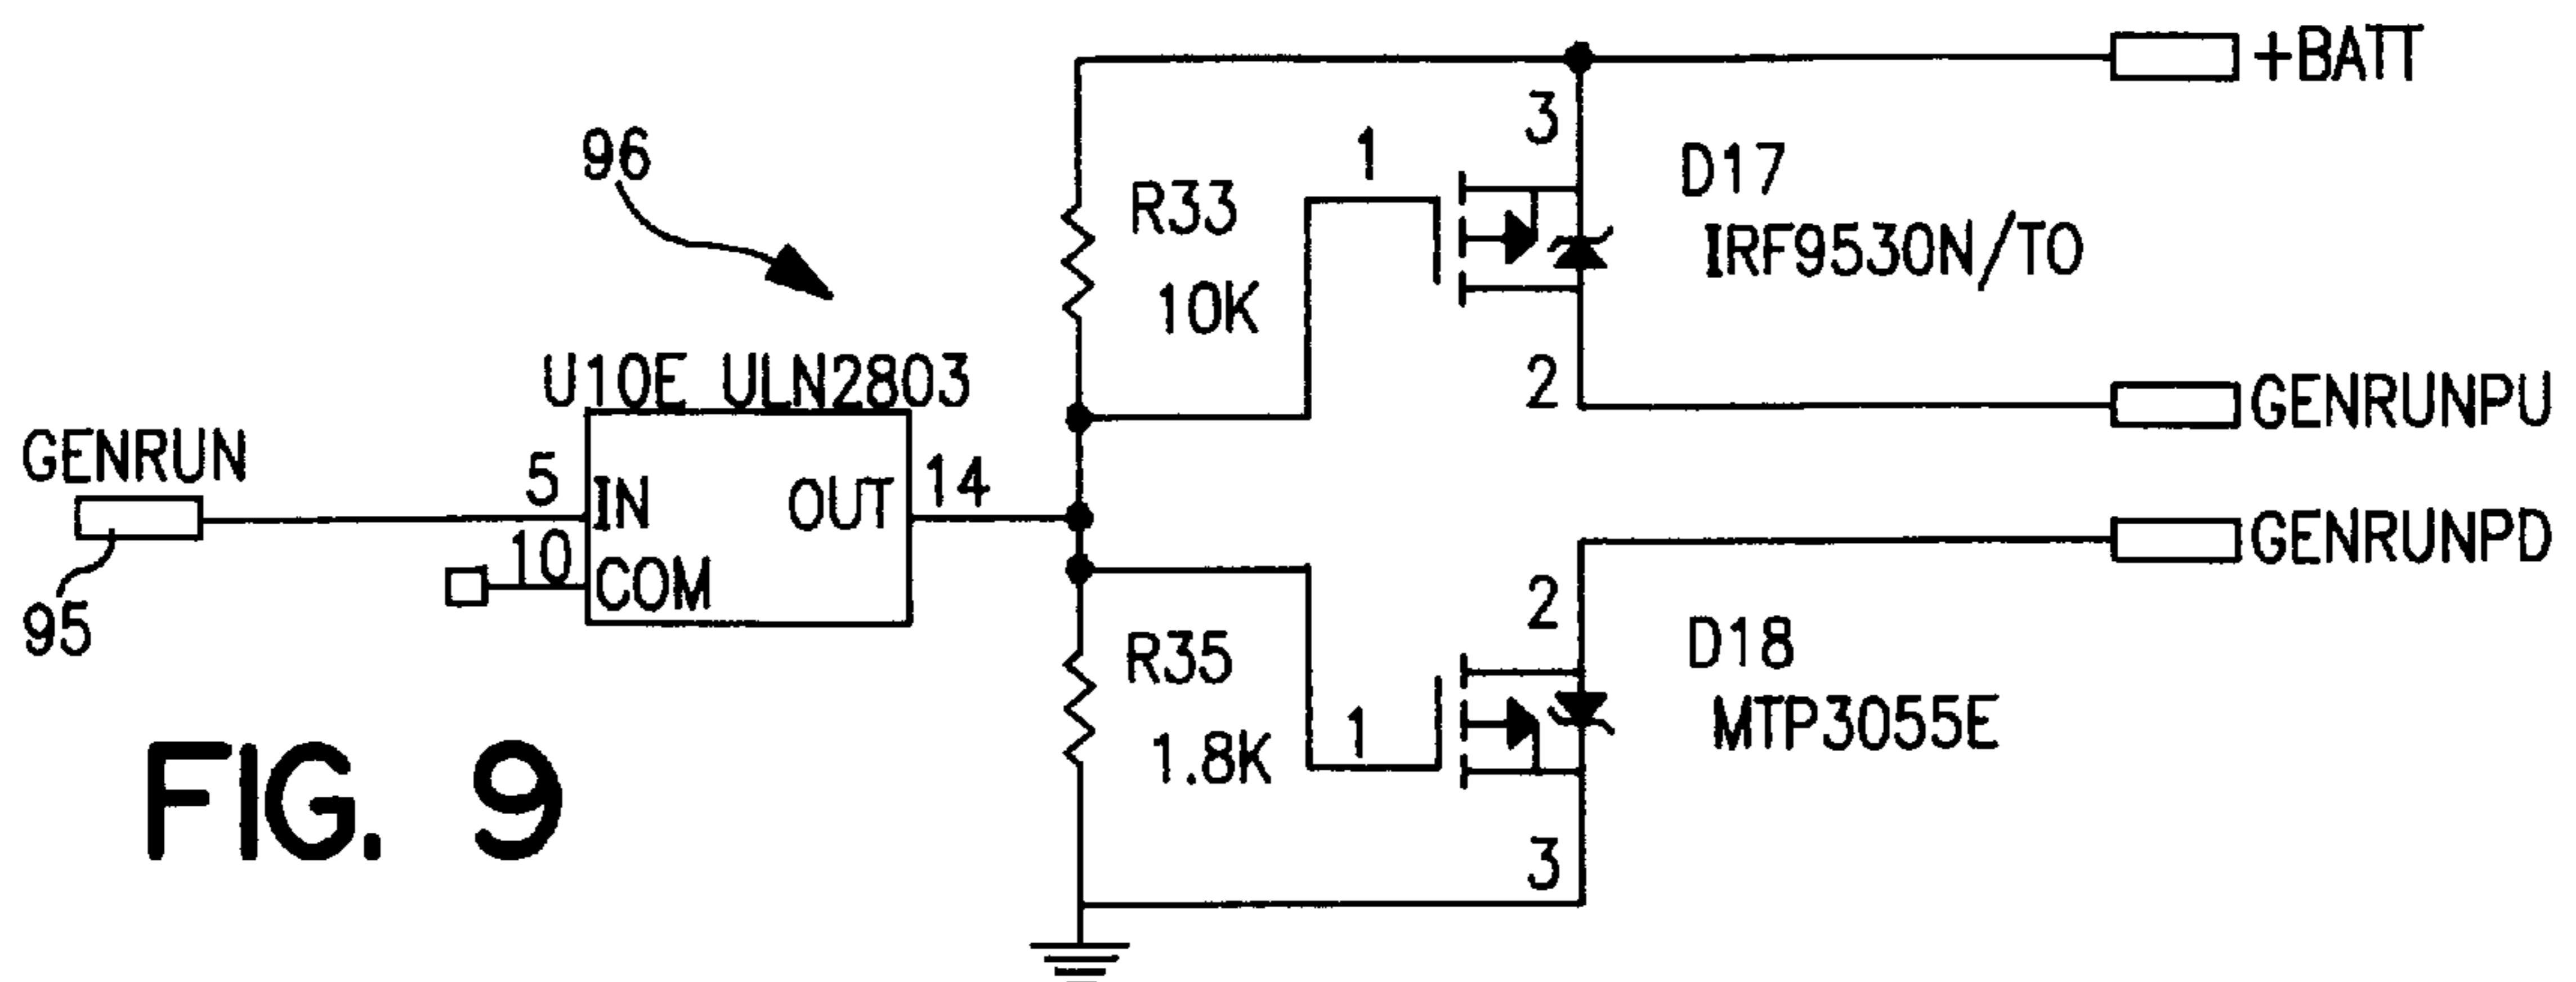 +BATT
3
96
1
D17
R33
IRF9530N/TO
10K
U10E ULN2803
2
GENRUNPU
GENRUN
5
IN
OUT
14
GENRUNPD
10
COM
2
95
R35
D18
1
MTP3055E
1.8K
3
FIG. 9